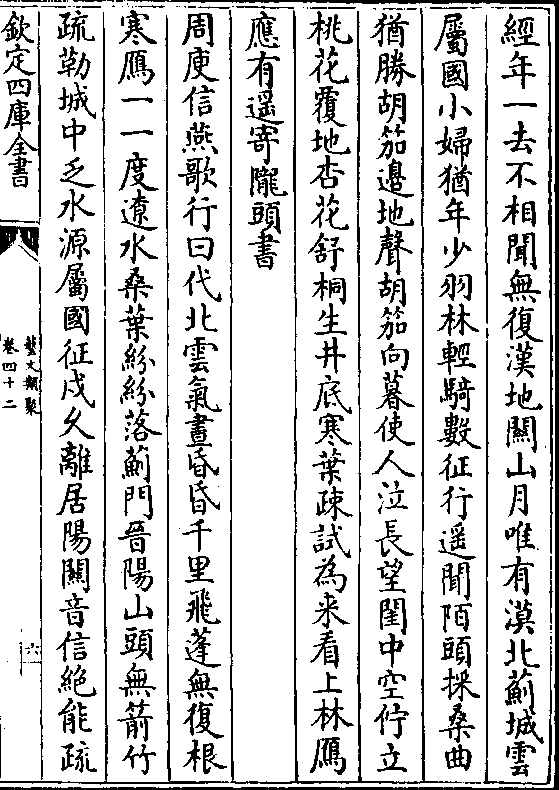 經年一去不相聞無復漢地關山月唯有漠北薊城雲
屬國小婦猶年少羽林輕騎數征行遥聞陌頭採桑曲
猶勝胡笳邊地聲胡笳向暮使人泣長望閨中空佇立
桃花覆地杏花舒桐生井底寒葉疎試為来看上林鴈
應有遥寄隴頭書
周庾信燕歌行曰代北雲氣晝昏昏千里飛蓬無復根
寒鴈一一度遼水桑葉紛紛落薊門晉陽山頭無箭竹
疏勒城中乏水源屬國征戍久離居陽關音信絶能疏
欽定四庫全書
藝文類聚
卷四十二
六